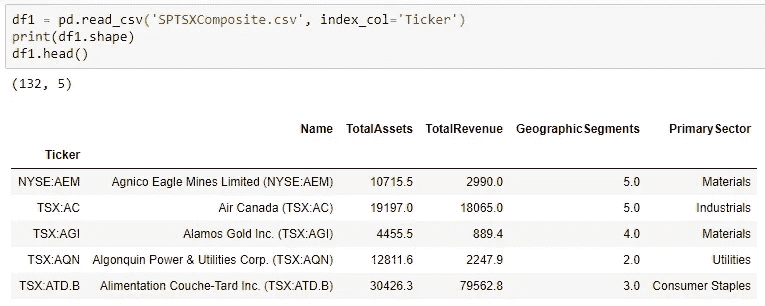 df1 = pd.read_csv('SPTSXComposite.csv', index_col='Ticker')
print(df1.shape)
df1.head()
(132, 5)
Name TotalAssets TotalRevenue GeographicSegments PrimarySector
Ticker
NYSE:AEM Agnico Eagle Mines Limited (NYSE:AEM) 10715.5 2990.0 5.0 Materials
TSX:AC Air Canada (TSX:AC) 19197.0 18065.0 5.0 Industrials
TSX:AGI Alamos Gold Inc. (TSX:AGI) 4455.5 889.4 4.0 Materials
TSX:AQN Algonquin Power & Utilities Corp. (TSX:AQN) 12811.6 2247.9 2.0 Utilities
TSX:ATD.B Alimentation Couche-Tard Inc. (TSX:ATD.B) 30426.3 79562.8 3.0 Consumer Staples